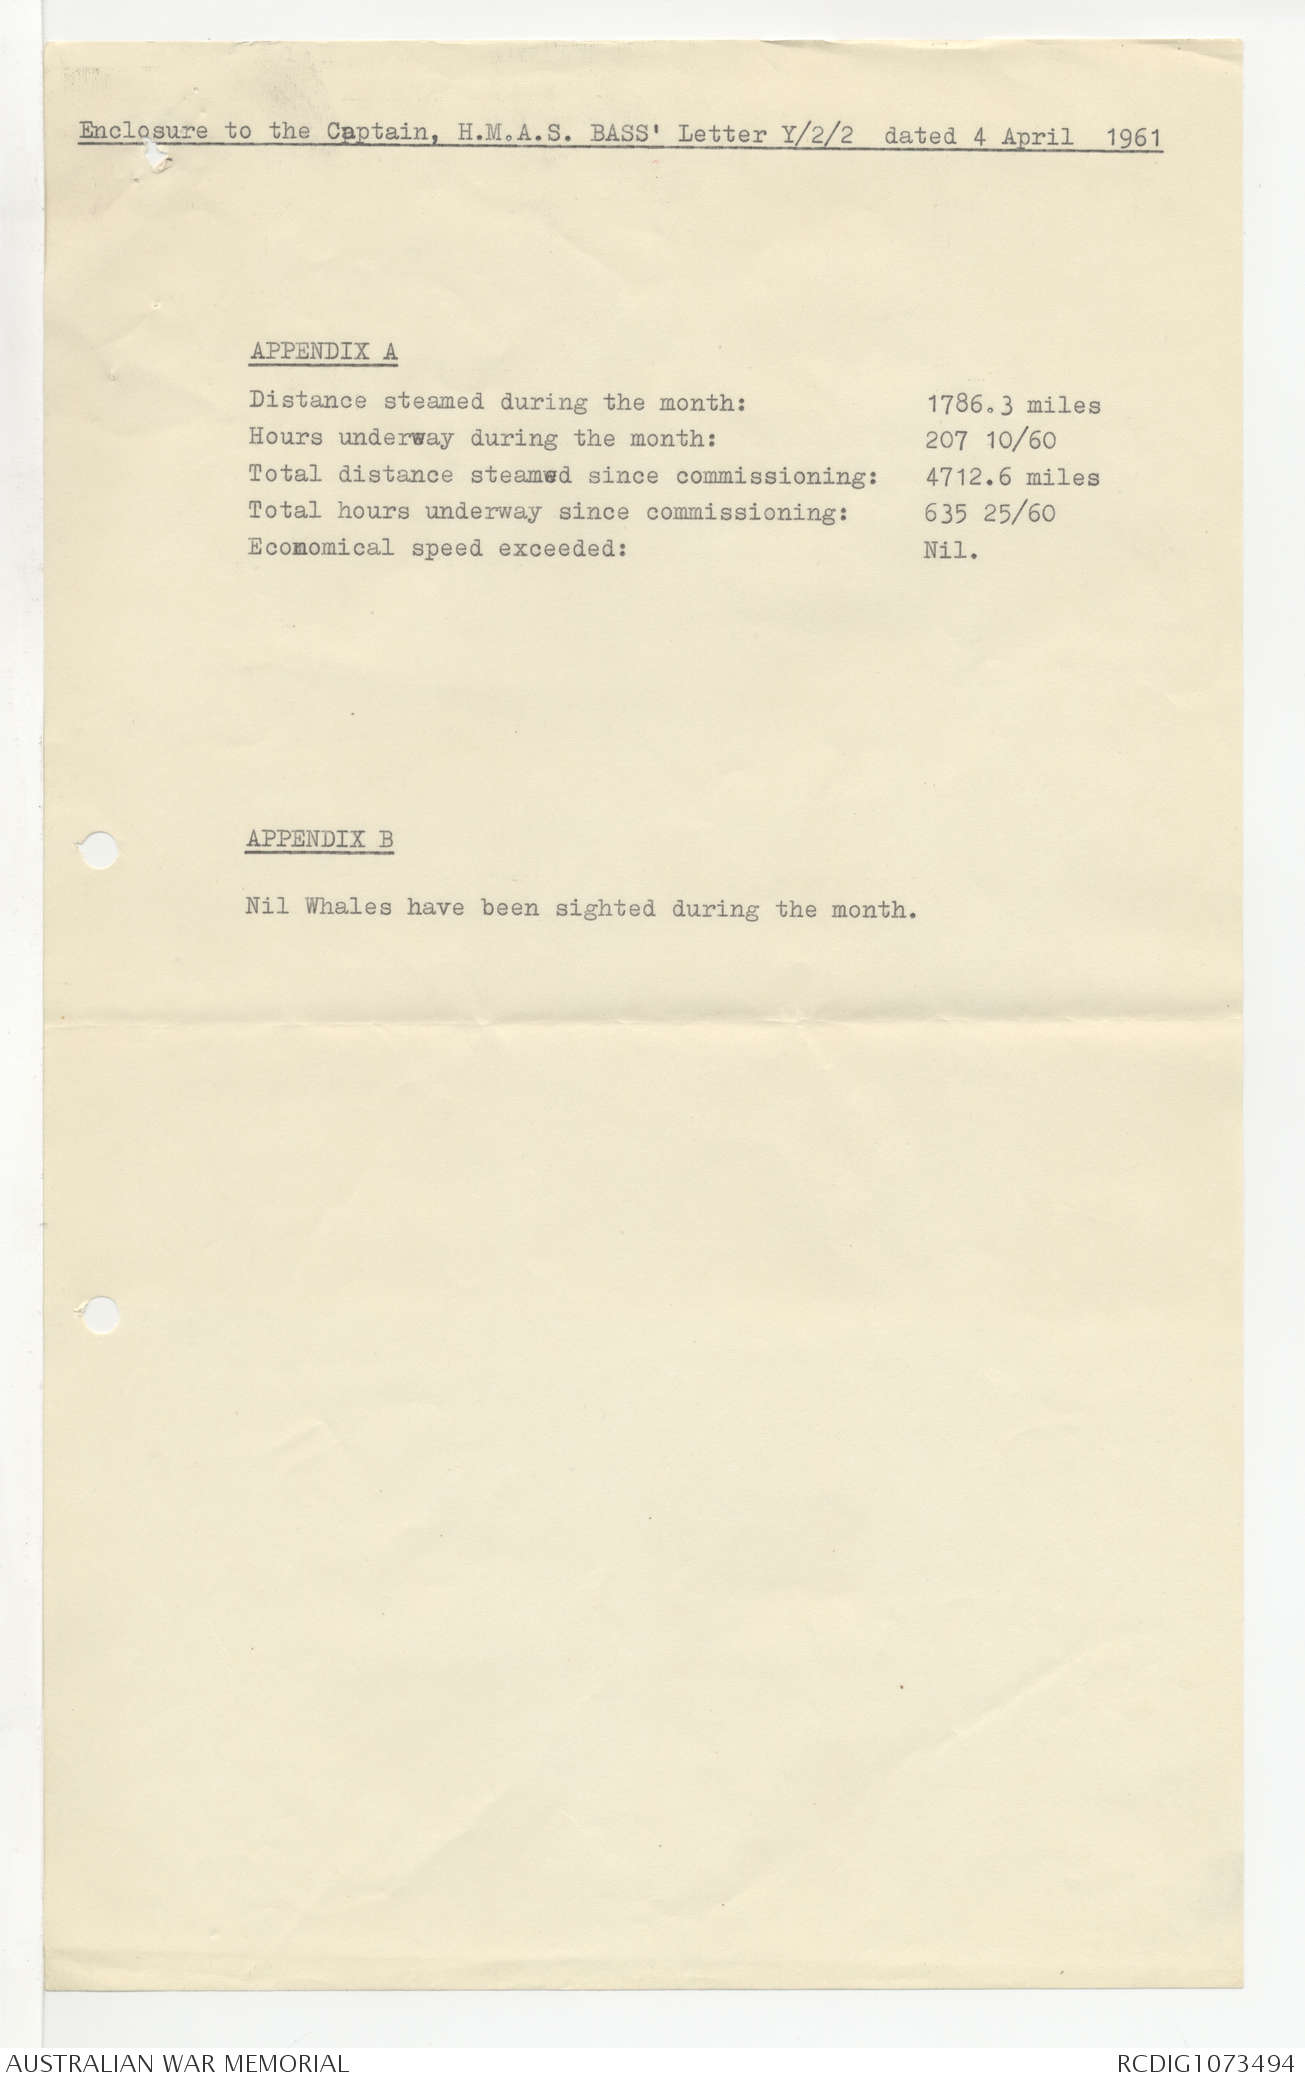 Enclosure to the Captain, H.M.A.S. BASS' Letter Y/2/2 dated 4 April 1961
APPENDIX A
Distance steamed during the month: 1786.3 miles
Hours underway during the month: 207 10/60
Total distance steamed since commissioning: 4712.6 miles
Total hours underway since commissioning: 635 25/60
Economical speed exceeded: Nil.
APPENDIX B
Nil Whales have been sighted during the month.
AUSTRALIAN WAR MEMORIAL RCDIG1073494